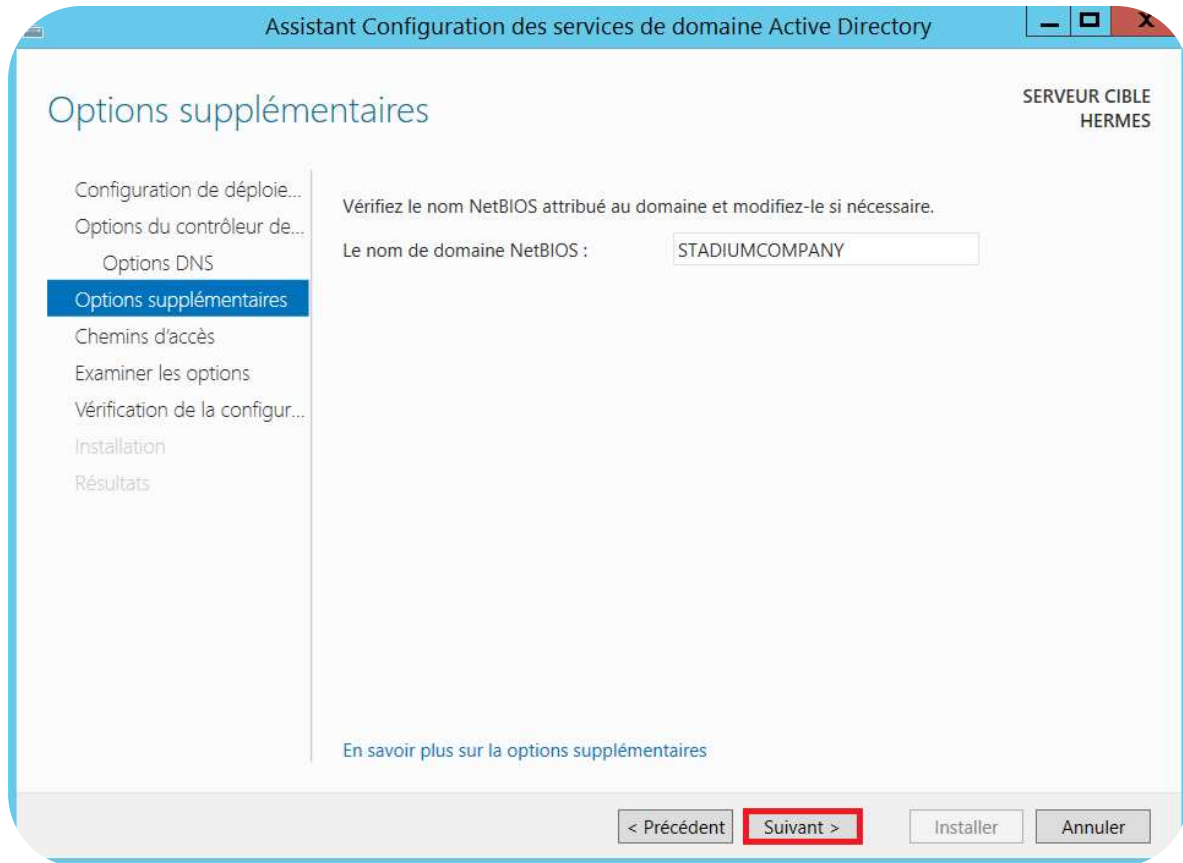 Assistant Configuration des services de domaine Active Directory
Options supplémentaires
SERVEUR CIBLE
HERMES
Configuration de déploie...
Options du contrôleur de...
Options DNS
Options supplémentaires
Chemins d'accès
Examiner les options
Vérification de la configur...
Installation
Résultats
Vérifiez le nom NetBIOS attribué au domaine et modifiez-le si nécessaire.
Le nom de domaine NetBIOS : STADIUMCOMPANY
En savoir plus sur la options supplémentaires
< Précédent Suivant > Installer Annuler